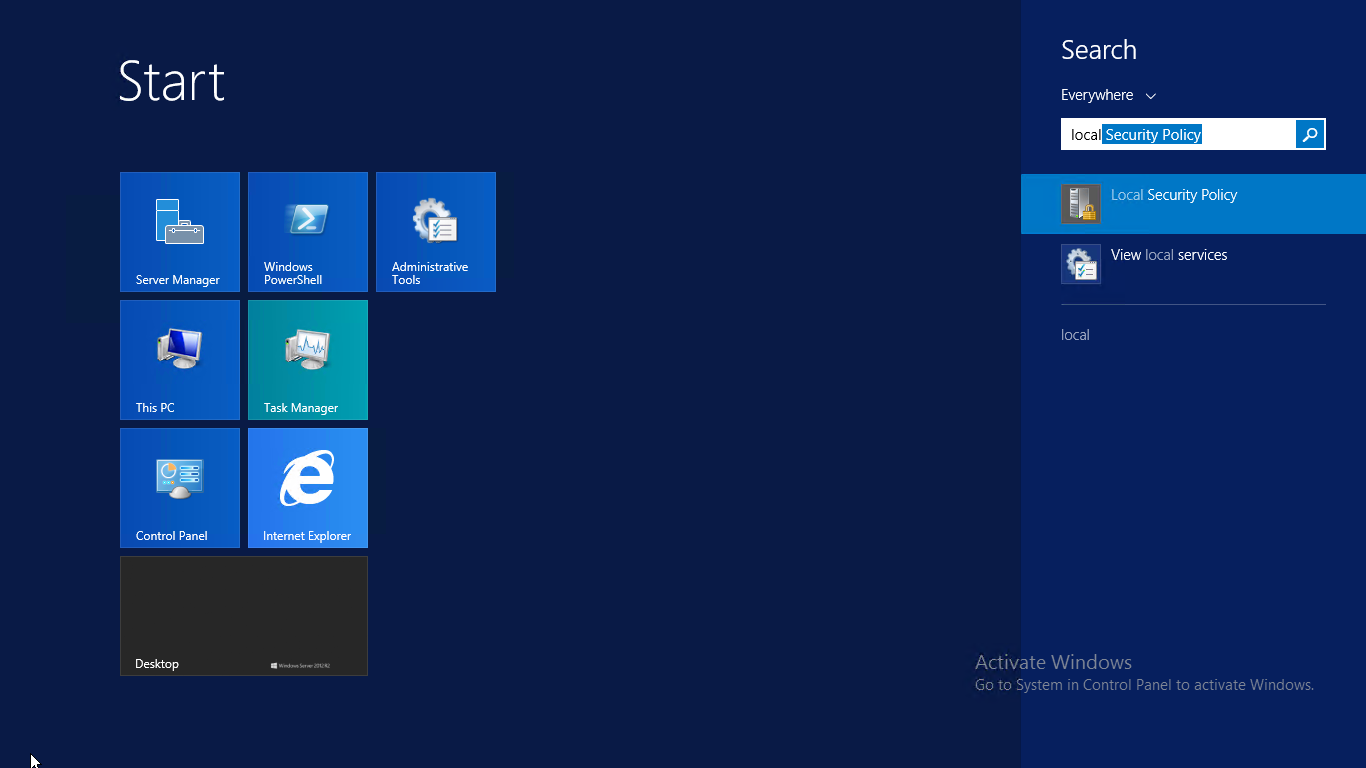 Start
Server Manager
Windows
PowerShell
Administrative
Tools
This PC
Task Manager
Control Panel
Internet Explorer
Desktop
Windows Server 2012 R2
Search
Everywhere
local Security Policy
Local Security Policy
View local services
local
Activate Windows
Go to System in Control Panel to activate Windows.